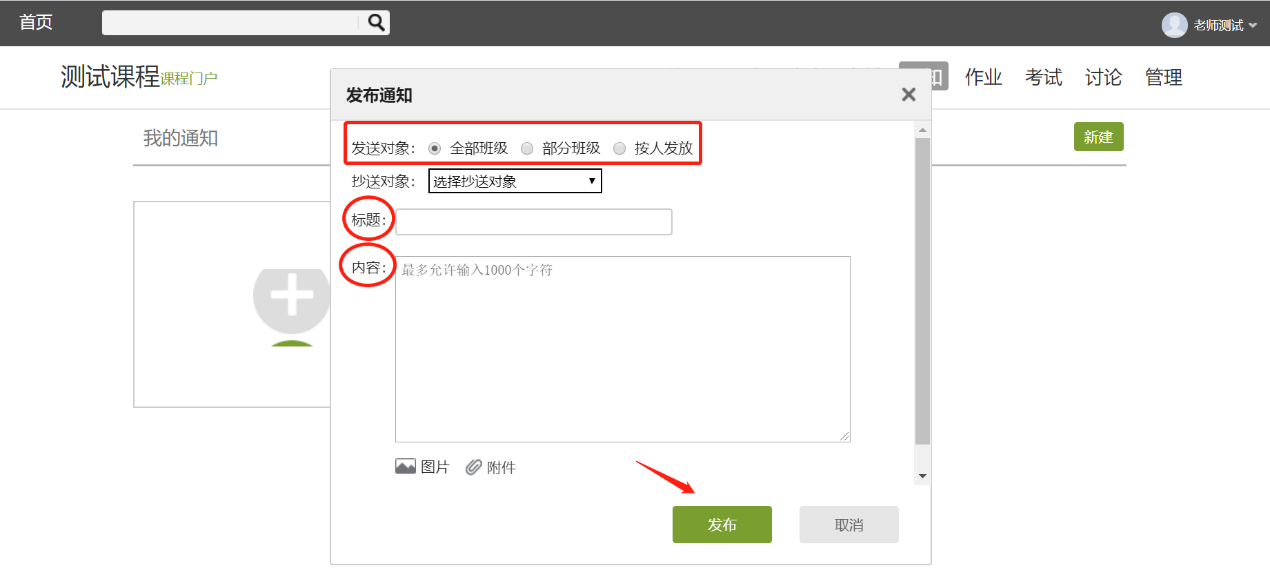 首页
老师测试
测试课程课程门户
作业 考试 讨论 管理
发布通知
我的通知
新建
发送对象： 全部班级 部分班级 按人发放
抄送对象： 选择抄送对象
标题：
内容： 最多允许输入1000个字符
图片 附件
发布 取消